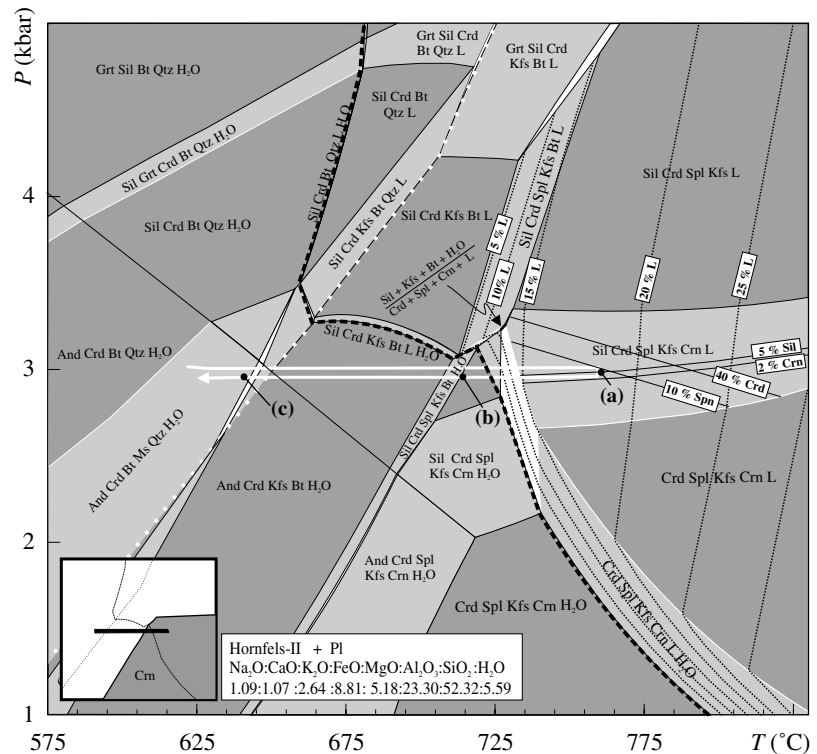 P (kbar)
Grt Sil Bt Qtz H₂O
Grt Sil Crd
Bt Qtz L
Grt Sil Crd
Kfs Bt L
Sil Crd Bt
Qtz L
Sil Grt Crd Bt Qtz H₂O
Sil Crd Bt Qtz L H₂O
Sil Crd Spl Kfs Bt L
Sil Crd Spl Kfs L
4
Sil Crd Bt Qtz H₂O
Sil Crd Kfs Bt Qtz L
Sil Crd Kfs Bt L
5 % L
10% L
15 % L
20 % L
25 % L
Sil + Kfs + Bt + H₂O
Crd + Spl + Crn + L
And Crd Bt Qtz H₂O
Sil Crd Kfs Bt L H₂O
Sil Crd Spl Kfs Crn L
5 % Sil
2 % Crn
3
40 % Crd
10 % Spn
(c)
(b)
(a)
And Crd Bt Ms Qtz H₂O
Sil Crd Spl Kfs Bt H₂O
Sil Crd Spl
Kfs Crn H₂O
And Crd Kfs Bt H₂O
Crd Spl Kfs Crn L
2
And Crd Spl
Kfs Crn H₂O
Crd Spl Kfs Crn H₂O
Crd Spl Kfs Crn L H₂O
Crn
Hornfels-II + Pl
Na₂O:CaO:K₂O:FeO:MgO:Al₂O₃:SiO₂:H₂O
1.09:1.07 :2.64 :8.81: 5.18:23.30:52.32:5.59
1
575
625
675
725
775
T (°C)